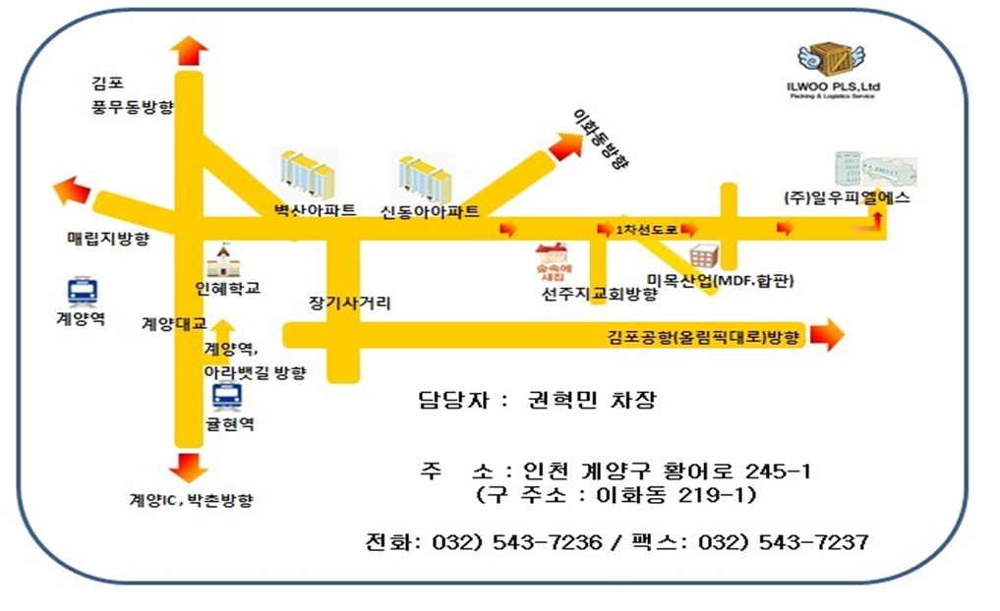 김포
풍무동방향
ILWOO PLS,Ltd
Packing & Logistics Service
이화동방향
벽산아파트
신동아아파트
(주)일우피엘에스
매립지방향
1차선도로
인혜학교
숲속에
새집
미목산업(MDF.합판)
선주지교회방향
계양역
계양대교
장기사거리
계양역,
아라뱃길 방향
김포공항(올림픽대로)방향
귤현역
담당자 : 권혁민 차장
주 소 : 인천 계양구 황어로 245-1
(구 주소 : 이화동 219-1)
계양IC, 박촌방향
전화: 032) 543-7236 / 팩스: 032) 543-7237